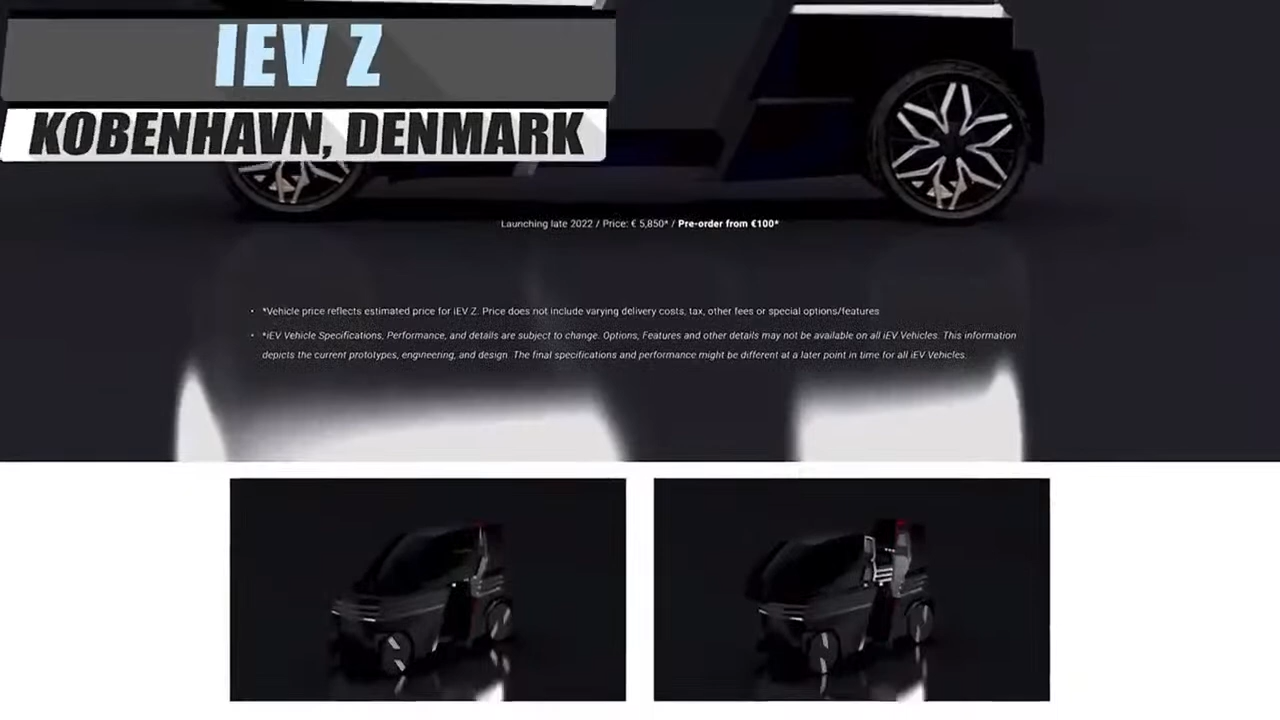 IEV Z
KOBENHAVN, DENMARK
Launching late 2022 / Price: € 5,850* / Pre-order from €100*
• *Vehicle price reflects estimated price for iEV Z. Price does not include varying delivery costs, tax, other fees or special options/features
• *iEV Vehicle Specifications, Performance, and details are subject to change. Options, Features and other details may not be available on all iEV Vehicles. This information
depicts the current prototypes, engineering, and design. The final specifications and performance might be different at a later point in time for all iEV Vehicles.